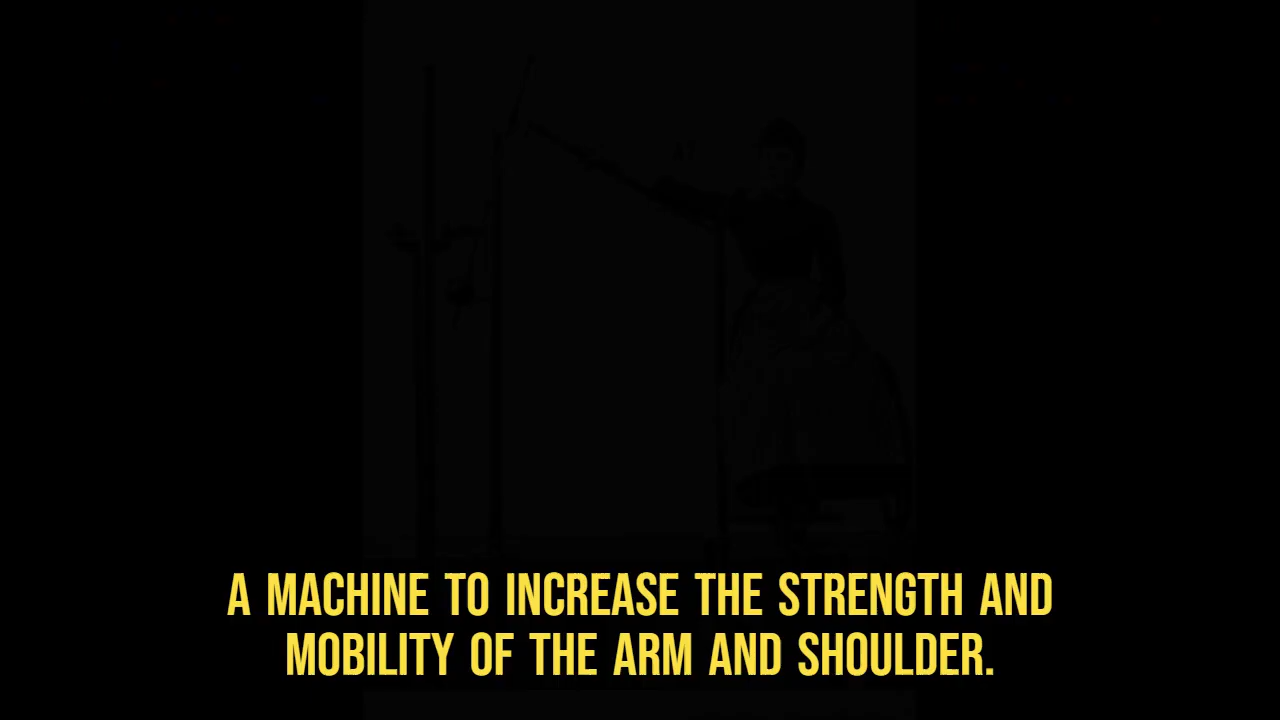 A MACHINE TO INCREASE THE STRENGTH AND
MOBILITY OF THE ARM AND SHOULDER.